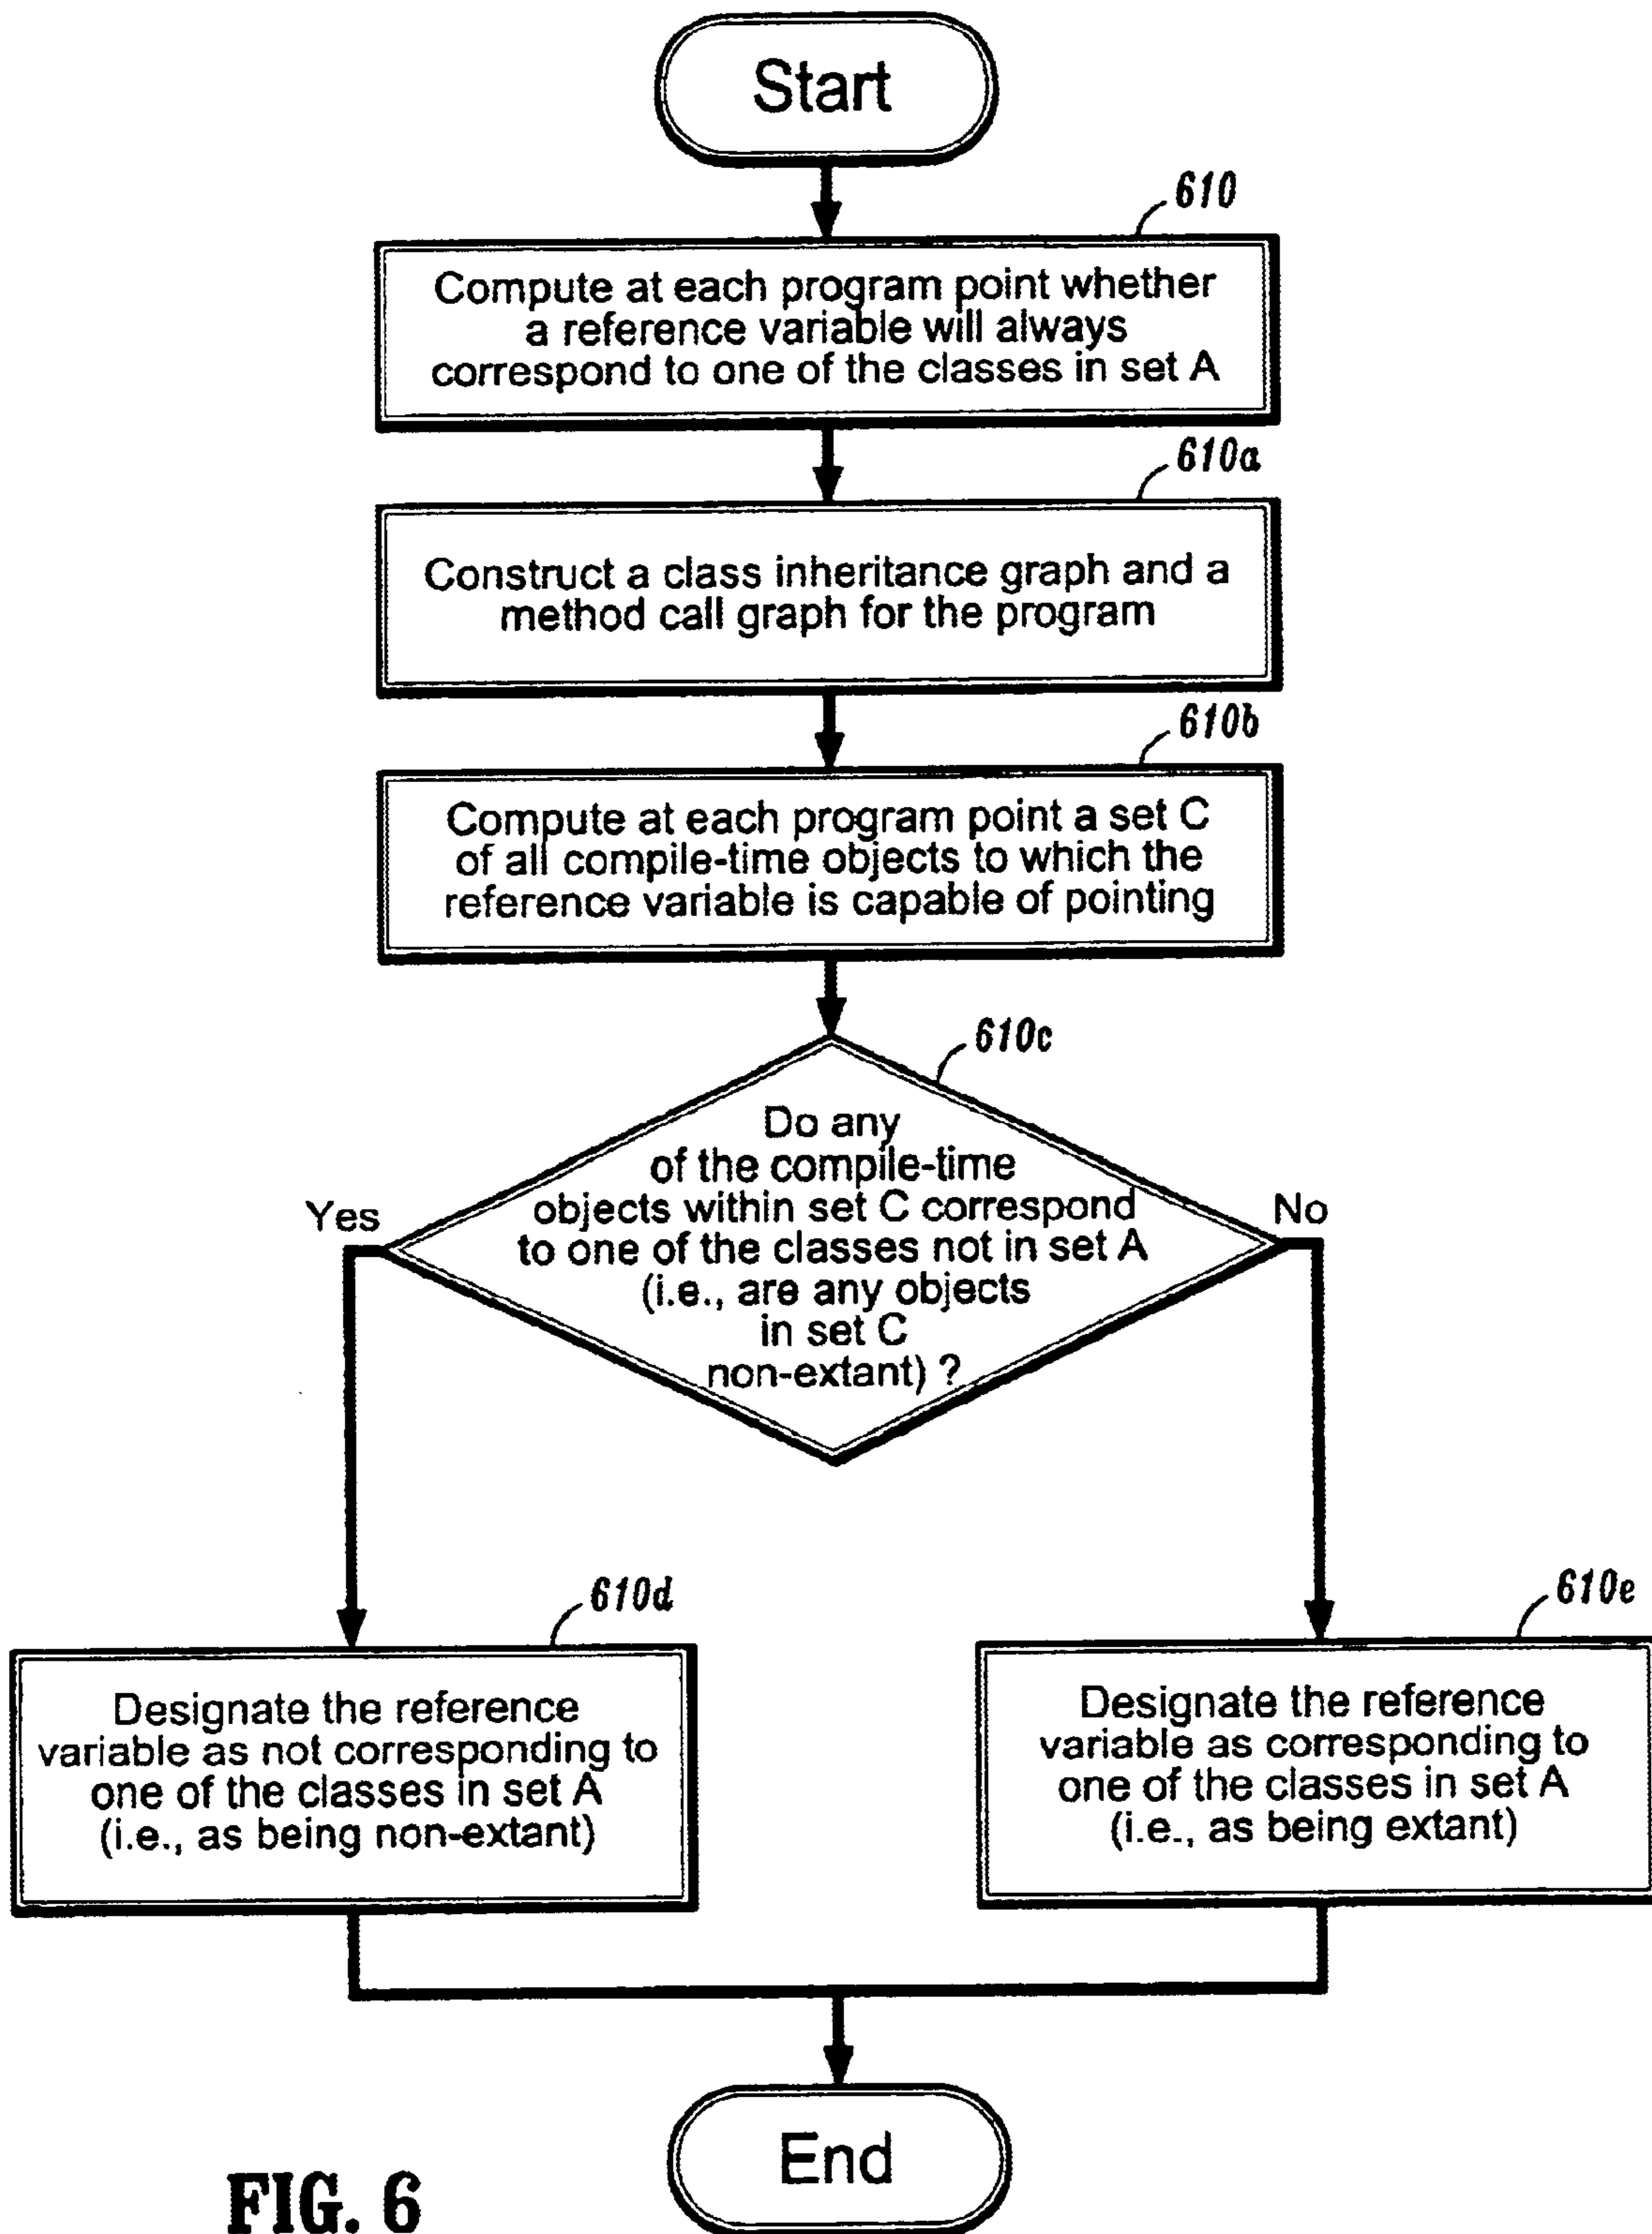 Start
610
Compute at each program point whether
a reference variable will always
correspond to one of the classes in set A
610a
Construct a class inheritance graph and a
method call graph for the program
610b
Compute at each program point a set C
of all compile-time objects to which the
reference variable is capable of pointing
610c
Do any
of the compile-time
objects within set C correspond
to one of the classes not in set A
(i.e., are any objects
in set C
non-extant) ?
Yes
No
610d
Designate the reference
variable as not corresponding to
one of the classes in set A
(i.e., as being non-extant)
610e
Designate the reference
variable as corresponding to
one of the classes in set A
(i.e., as being extant)
End
FIG. 6